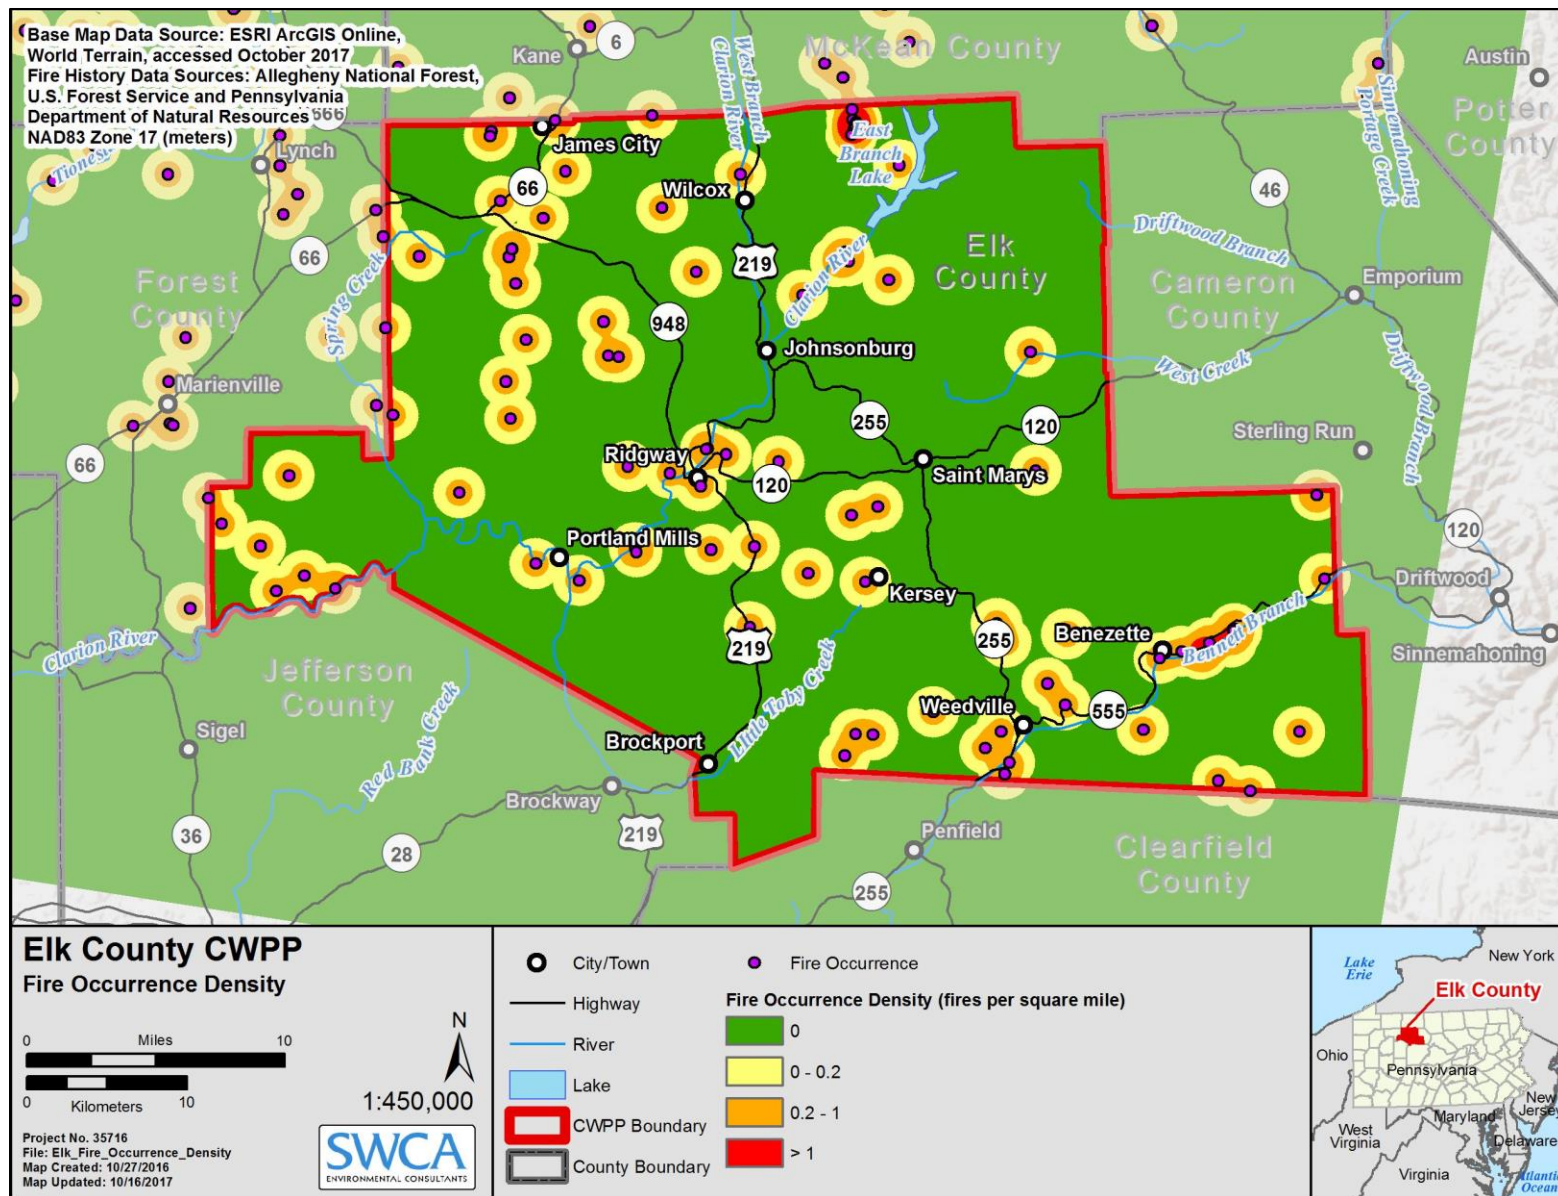 Base Map Data Source: ESRI ArcGIS Online,
World Terrain, accessed October 2017
Fire History Data Sources: Allegheny National Forest,
U.S. Forest Service and Pennsylvania
Department of Natural Resources
NAD83 Zone 17 (meters)
Kane
6
West Branch
Clarion River
McKean County
Austin
Potter
County
Sinnemahoning
Portage Creek
666
Lynch
James City
66
Wilcox
East
Branch
Lake
46
Driftwood Branch
66
Forest
County
Spring Creek
219
Clarion River
Elk
County
Cameron
County
Emporium
948
Johnsonburg
West Creek
Driftwood Branch
Marienville
255
120
Sterling Run
66
Ridgway
120
Saint Marys
Portland Mills
Kersey
120
Driftwood
Clarion River
219
255
Benezette
Bennett Branch
Sinnemahoning
Jefferson
County
Little Toby Creek
Weedville
555
Sigel
Red Bank Creek
Brockport
Brockway
36
28
219
Penfield
Clearfield
County
255
Elk County CWPP
Fire Occurrence Density
0 Miles 10
0 Kilometers 10
N
1:450,000
Project No. 35716
File: Elk_Fire_Occurrence_Density
Map Created: 10/27/2016
Map Updated: 10/16/2017
SWCA
ENVIRONMENTAL CONSULTANTS
City/Town
Highway
River
Lake
CWPP Boundary
County Boundary
Fire Occurrence
Fire Occurrence Density (fires per square mile)
0
0 - 0.2
0.2 - 1
> 1
Lake
Erie
New York
Elk County
Ohio
Pennsylvania
New
Jersey
Maryland
West
Virginia
Delaware
Virginia
Atlantic
Ocean